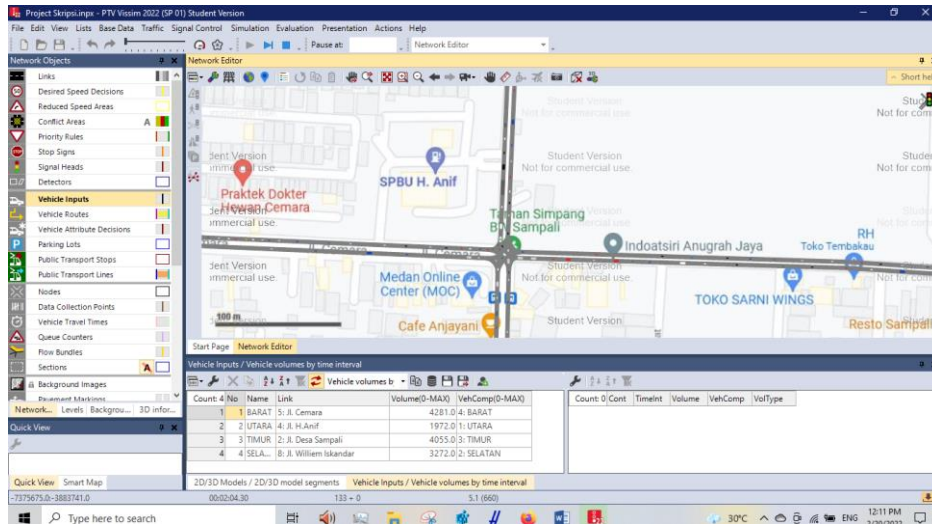 Project Skripsi.inpx - PTV Vissim 2022 (SP 01) Student Version
File Edit View Lists Base Data Traffic Signal Control Simulation Evaluation Presentation Actions Help
Pause at: Network Editor
Network Objects
Links
Desired Speed Decisions
Reduced Speed Areas
Conflict Areas A
Priority Rules
Stop Signs
Signal Heads
Detectors
Vehicle Inputs
Vehicle Routes
Vehicle Attribute Decisions
Parking Lots
Public Transport Stops
Public Transport Lines
Nodes
Data Collection Points
Vehicle Travel Times
Queue Counters
Flow Bundles
Sections
Background Images
Pavement Markings
Network... Levels Backgrou... 3D infor...
Quick View
Quick View Smart Map
Network Editor
Short he
Student Version
Not for commercial use.
Praktek Dokter
Hewan Cemara
SPBU H. Anif
Taman Simpang
Sampali
Jl. Cemara
Indoatsiri Anugrah Jaya
RH
Toko Tembakau
Medan Online
Center (MOC)
TOKO SARNI WINGS
Cafe Anjayani
Resto Sampali
Student Version
100 m
Start Page Network Editor
Vehicle Inputs / Vehicle volumes by time interval
Vehicle volumes b
Count: 4 No Name Link Volume(0-MAX) VehComp(0-MAX)
1 1 BARAT 5: Jl. Cemara 4281.0 4: BARAT
2 2 UTARA 4: Jl. H.Anif 1972.0 1: UTARA
3 3 TIMUR 2: Jl. Desa Sampali 4055.0 3: TIMUR
4 4 SELA... 8: Jl. Williem Iskandar 3272.0 2: SELATAN
Count: 0 Cont TimeInt Volume VehComp VolType
2D/3D Models / 2D/3D model segments Vehicle Inputs / Vehicle volumes by time interval
-7375675.0:-3883741.0 00:02:04.30 133 + 0 5.1 (660)
Type here to search
30°C ENG 12:11 PM